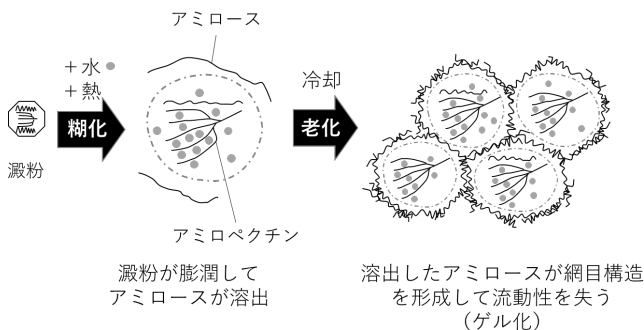 アミロース
+水
+熱
糊化
澱粉
冷却
老化
アミロペクチン
澱粉が膨潤して
アミロースが溶出
溶出したアミロースが網目構造
を形成して流動性を失う
(ゲル化)